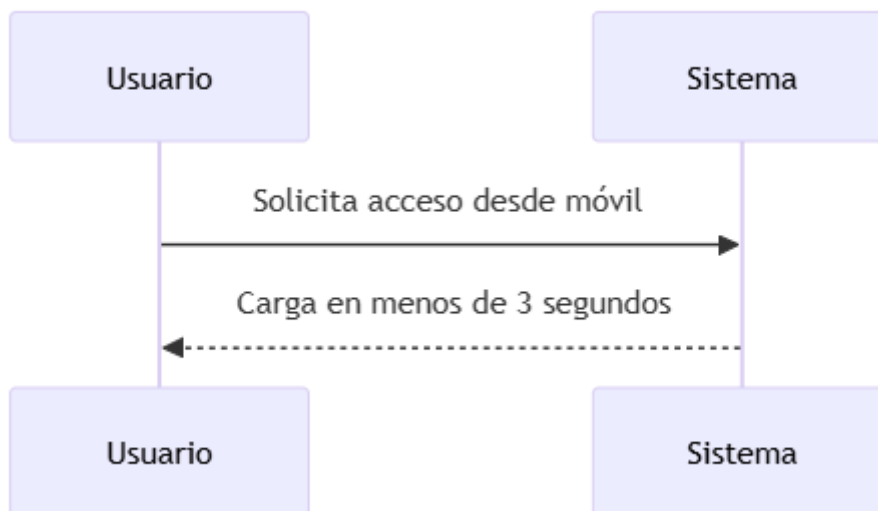 Usuario
Sistema
Solicita acceso desde móvil
Carga en menos de 3 segundos
Usuario
Sistema